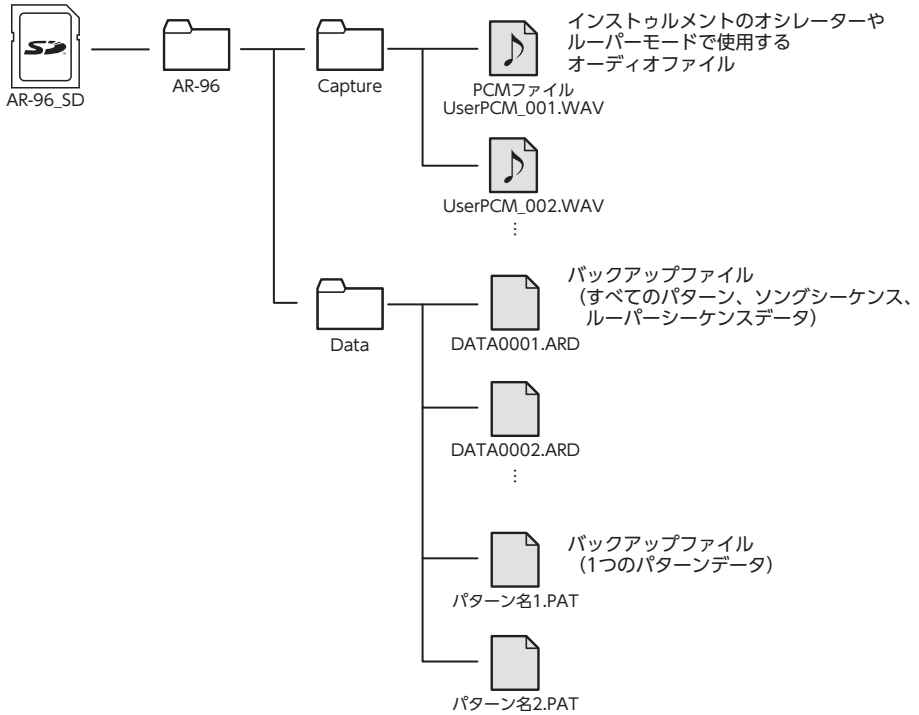 インストゥルメントのオシレーターや
ルーパーモードで使用する
オーディオファイル
SD
AR-96_SD
AR-96
Capture
PCMファイル
UserPCM_001.WAV
UserPCM_002.WAV
⋮
バックアップファイル
（すべてのパターン、ソングシーケンス、
ルーパーシーケンスデータ）
Data
DATA0001.ARD
DATA0002.ARD
⋮
バックアップファイル
（1つのパターンデータ）
パターン名1.PAT
パターン名2.PAT